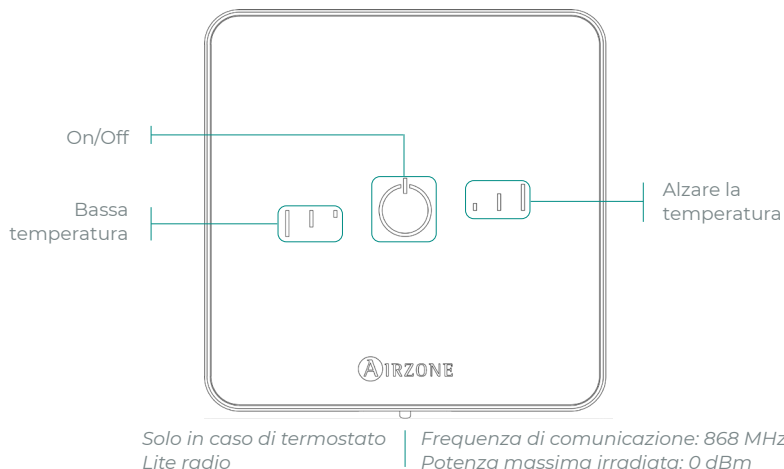 On/Off
Bassa
temperatura
Alzare la
temperatura
AIRZONE
Solo in caso di termostato
Lite radio
Frequenza di comunicazione: 868 MHz
Potenza massima irradiata: 0 dBm